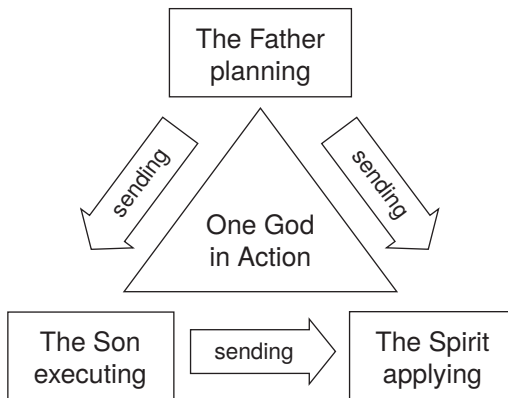 The Father
planning
sending
sending
One God
in Action
The Son
executing
sending
The Spirit
applying